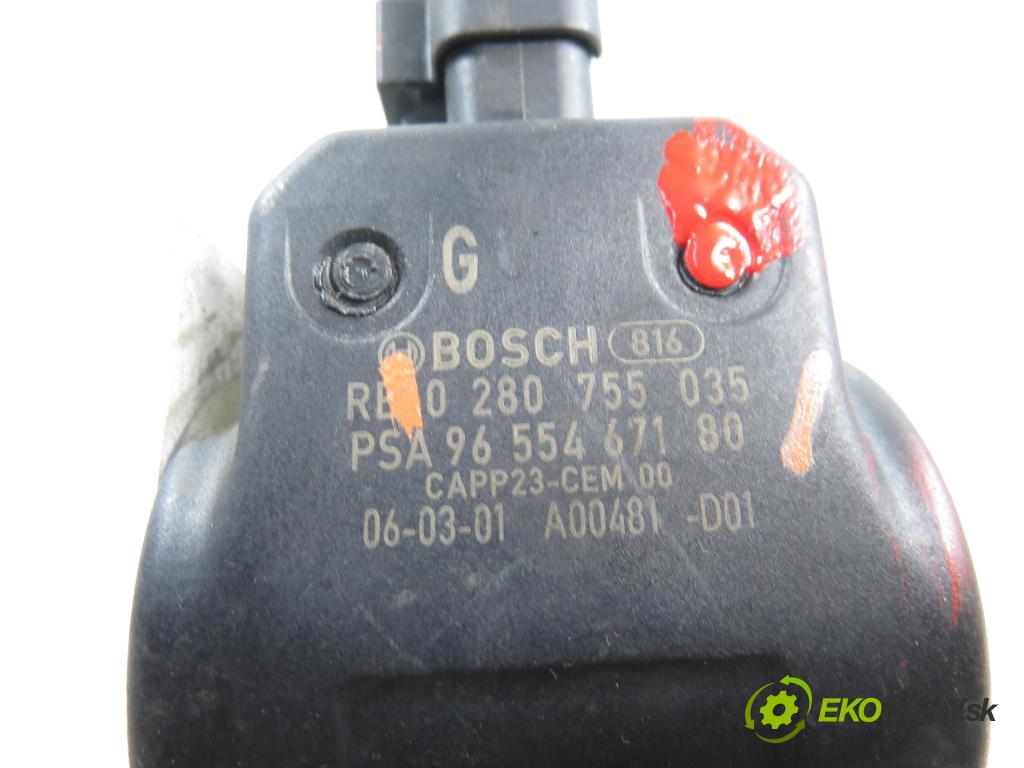 G
BOSCH 816
0 280 755 035
PSA 96 554 671 80
CAPP23-CEM 00
06-03-01 A00481 -D01
EKO sk